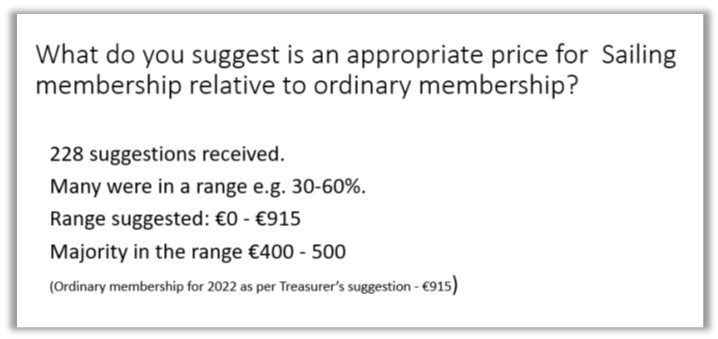 What do you suggest is an appropriate price for  Sailing
membership relative to ordinary membership?
228 suggestions received.
Many were in a range e.g. 30-60%.
Range suggested: €0 - €915
Majority in the range €400 - 500
(Ordinary membership for 2022 as per Treasurer’s suggestion - €915)